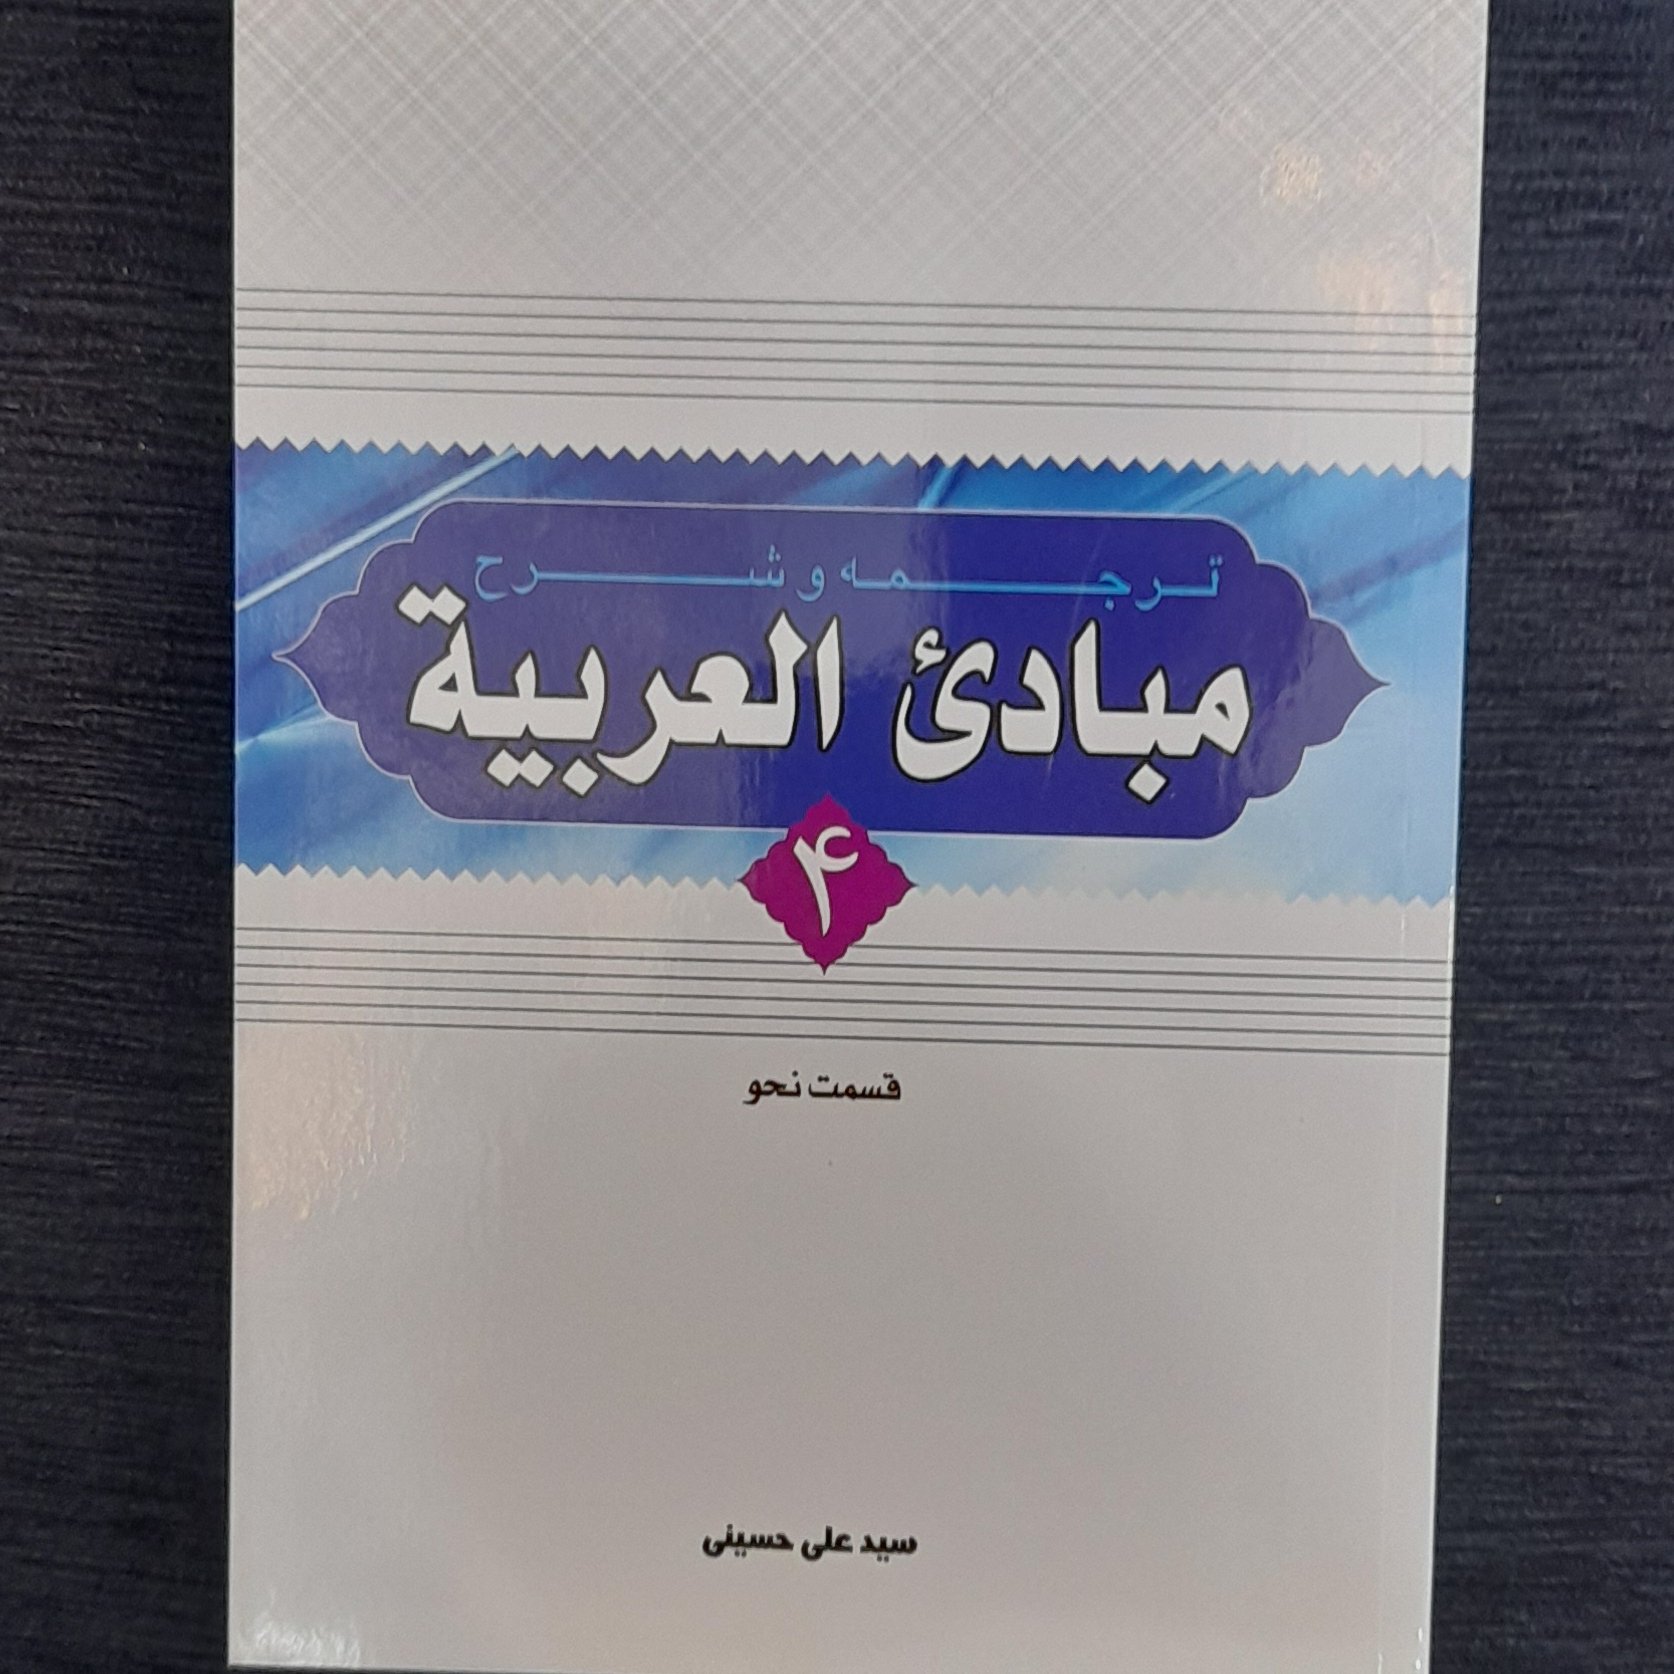 ترجمه و شرح
مبادئ العربية
۴
قسمت نحو
سید علی حسینی